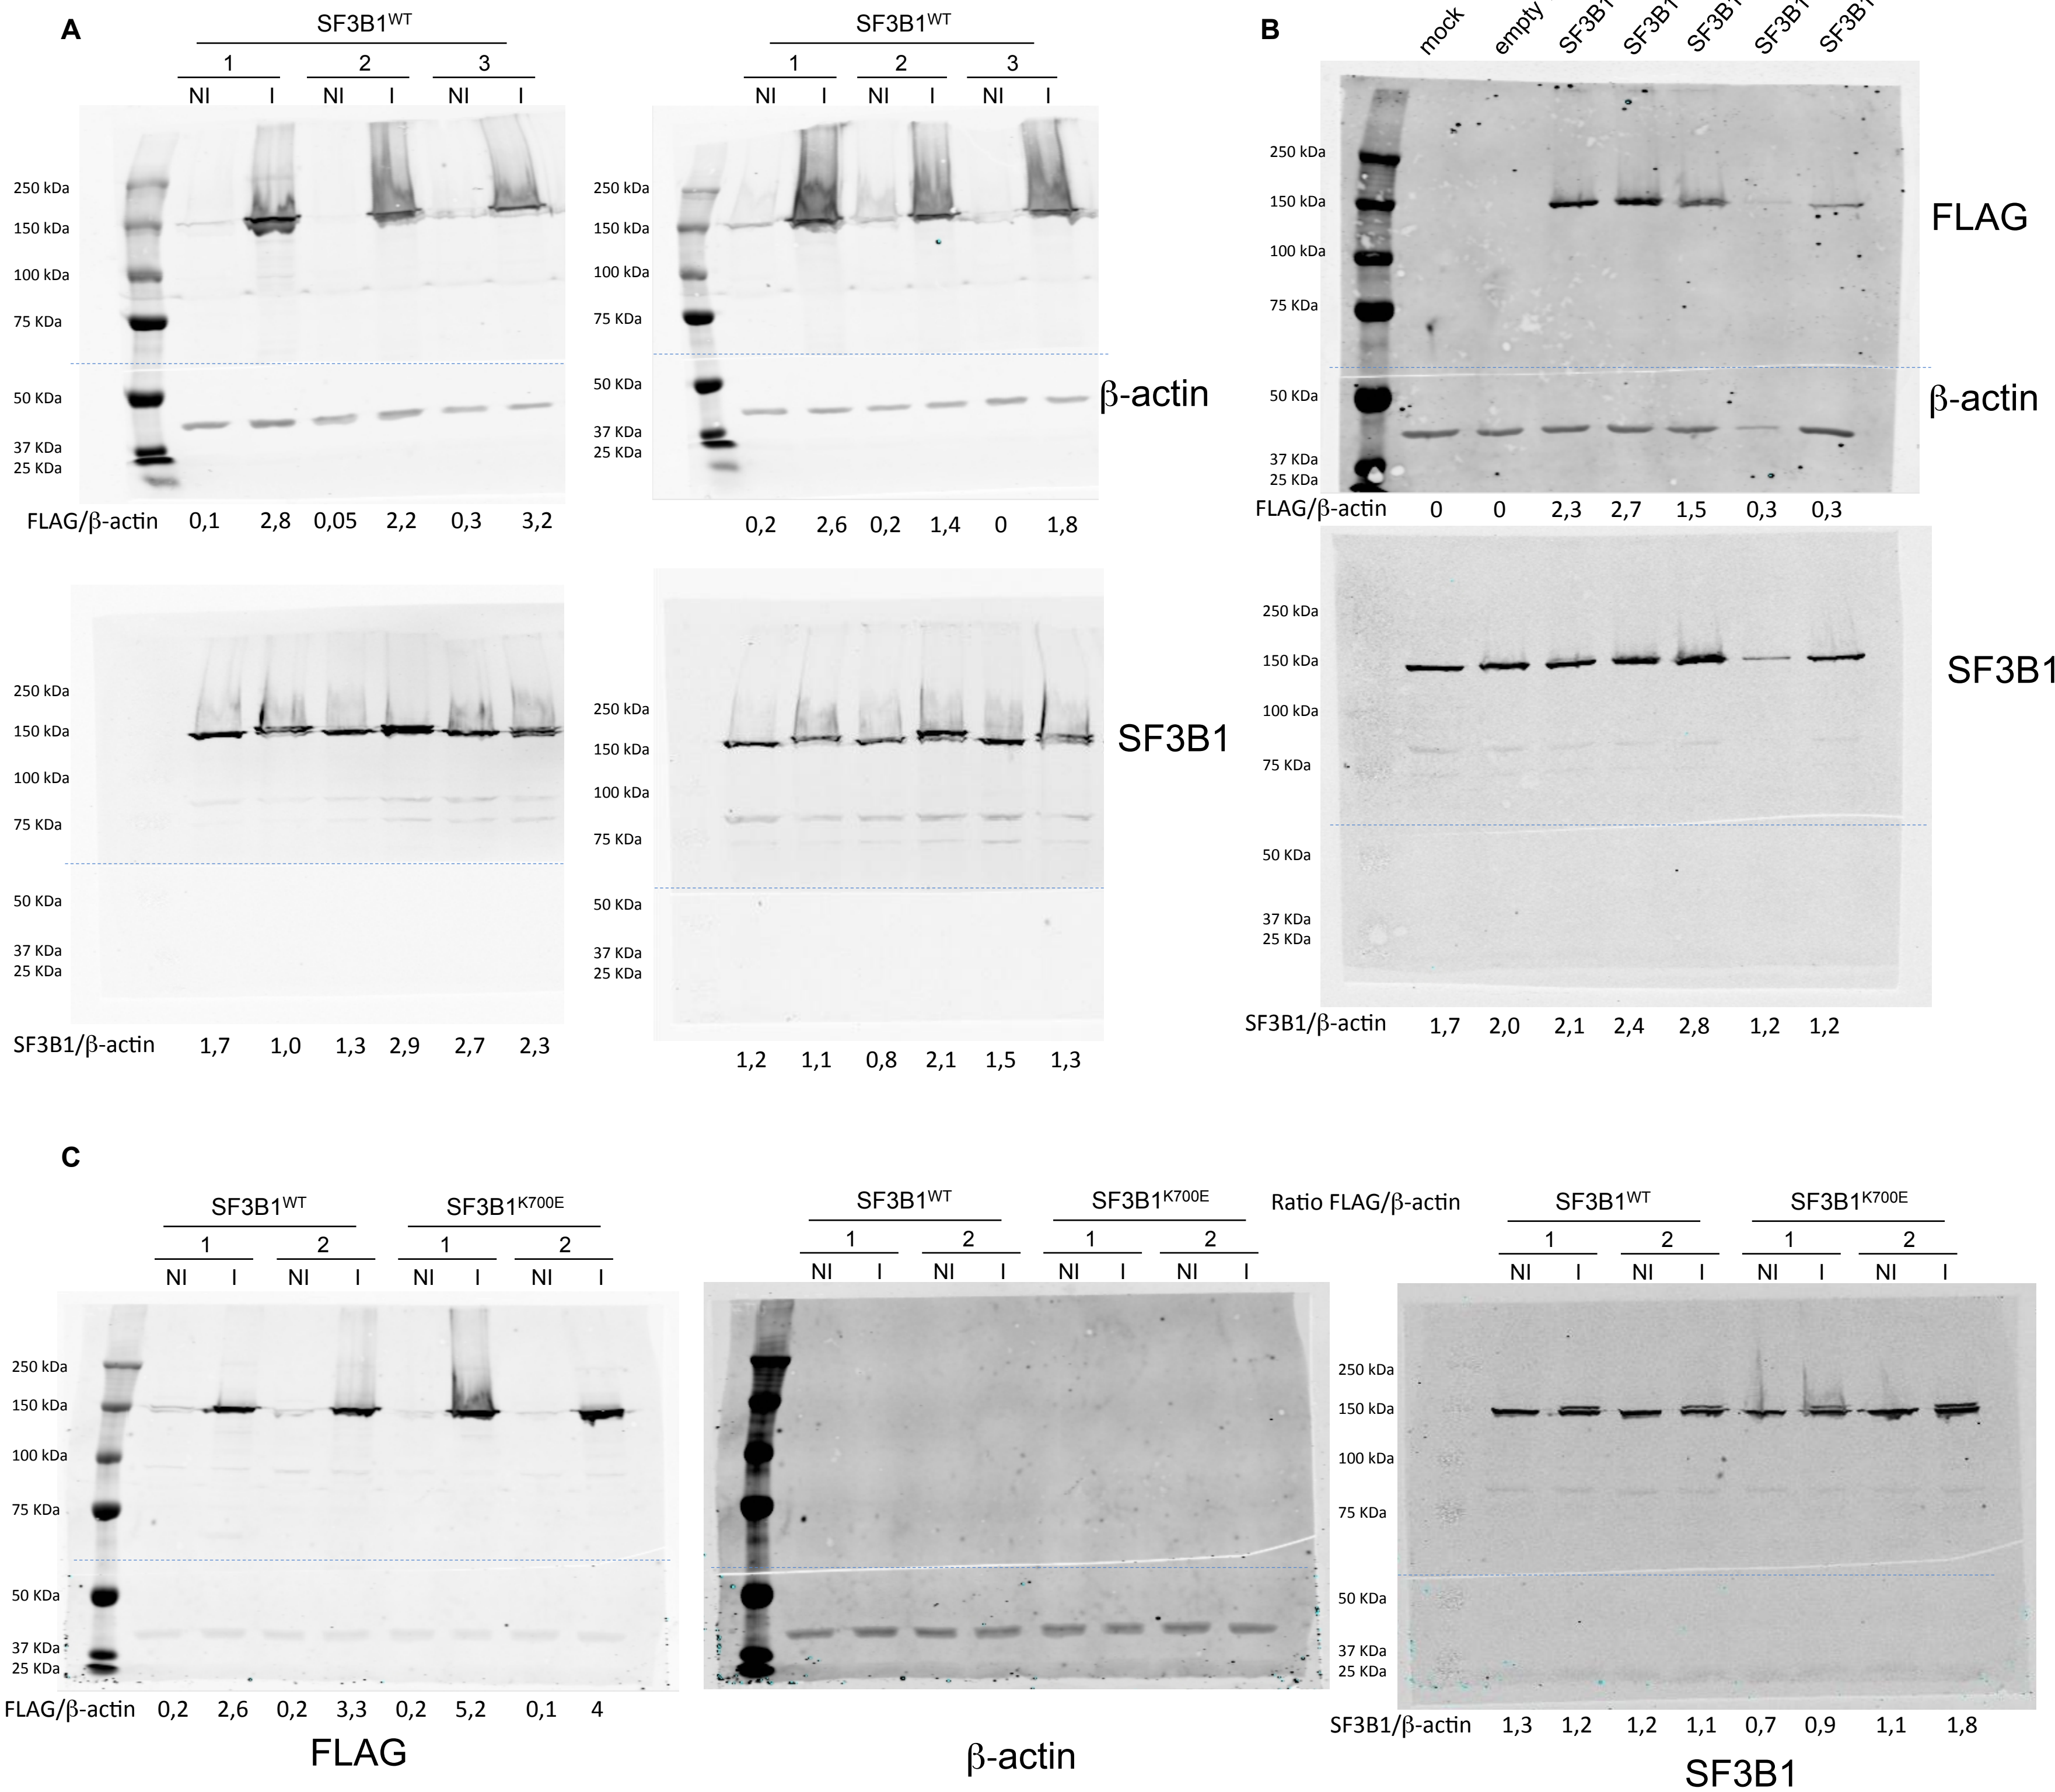 A
SF3B1WT
1 2 3
NI I NI I NI I
250 kDa
150 kDa
100 kDa
75 KDa
50 KDa
37 KDa
25 KDa
FLAG/β-actin 0,1 2,8 0,05 2,2 0,3 3,2
SF3B1WT
1 2 3
NI I NI I NI I
250 kDa
150 kDa
100 kDa
75 KDa
50 KDa
37 KDa
25 KDa
β-actin
0,2 2,6 0,2 1,4 0 1,8
250 kDa
150 kDa
100 kDa
75 KDa
50 KDa
37 KDa
25 KDa
SF3B1/β-actin 1,7 1,0 1,3 2,9 2,7 2,3
250 kDa
150 kDa
100 kDa
75 KDa
50 KDa
37 KDa
25 KDa
SF3B1
1,2 1,1 0,8 2,1 1,5 1,3
B
mock empty SF3B1 SF3B1 SF3B1 SF3B1 SF3B1
250 kDa
150 kDa
100 kDa
75 KDa
50 KDa
37 KDa
25 KDa
FLAG
β-actin
FLAG/β-actin 0 0 2,3 2,7 1,5 0,3 0,3
250 kDa
150 kDa
100 kDa
75 KDa
50 KDa
37 KDa
25 KDa
SF3B1
SF3B1/β-actin 1,7 2,0 2,1 2,4 2,8 1,2 1,2
C
SF3B1WT SF3B1K700E
1 2 1 2
NI I NI I NI I NI I
250 kDa
150 kDa
100 kDa
75 KDa
50 KDa
37 KDa
25 KDa
FLAG/β-actin 0,2 2,6 0,2 3,3 0,2 5,2 0,1 4
FLAG
SF3B1WT SF3B1K700E
1 2 1 2
NI I NI I NI I NI I
β-actin
Ratio FLAG/β-actin
SF3B1WT SF3B1K700E
1 2 1 2
NI I NI I NI I NI I
250 kDa
150 kDa
100 kDa
75 KDa
50 KDa
37 KDa
25 KDa
SF3B1/β-actin 1,3 1,2 1,2 1,1 0,7 0,9 1,1 1,8
SF3B1